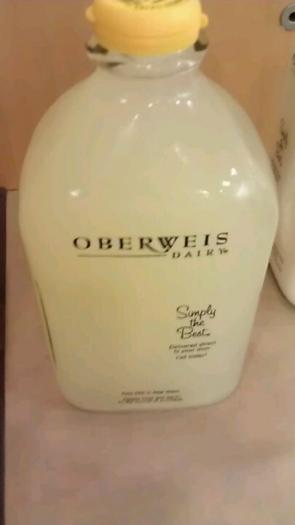 OBERWEIS
DAIRY
Simply
the
Best
Delivered direct
to your door
Call today!